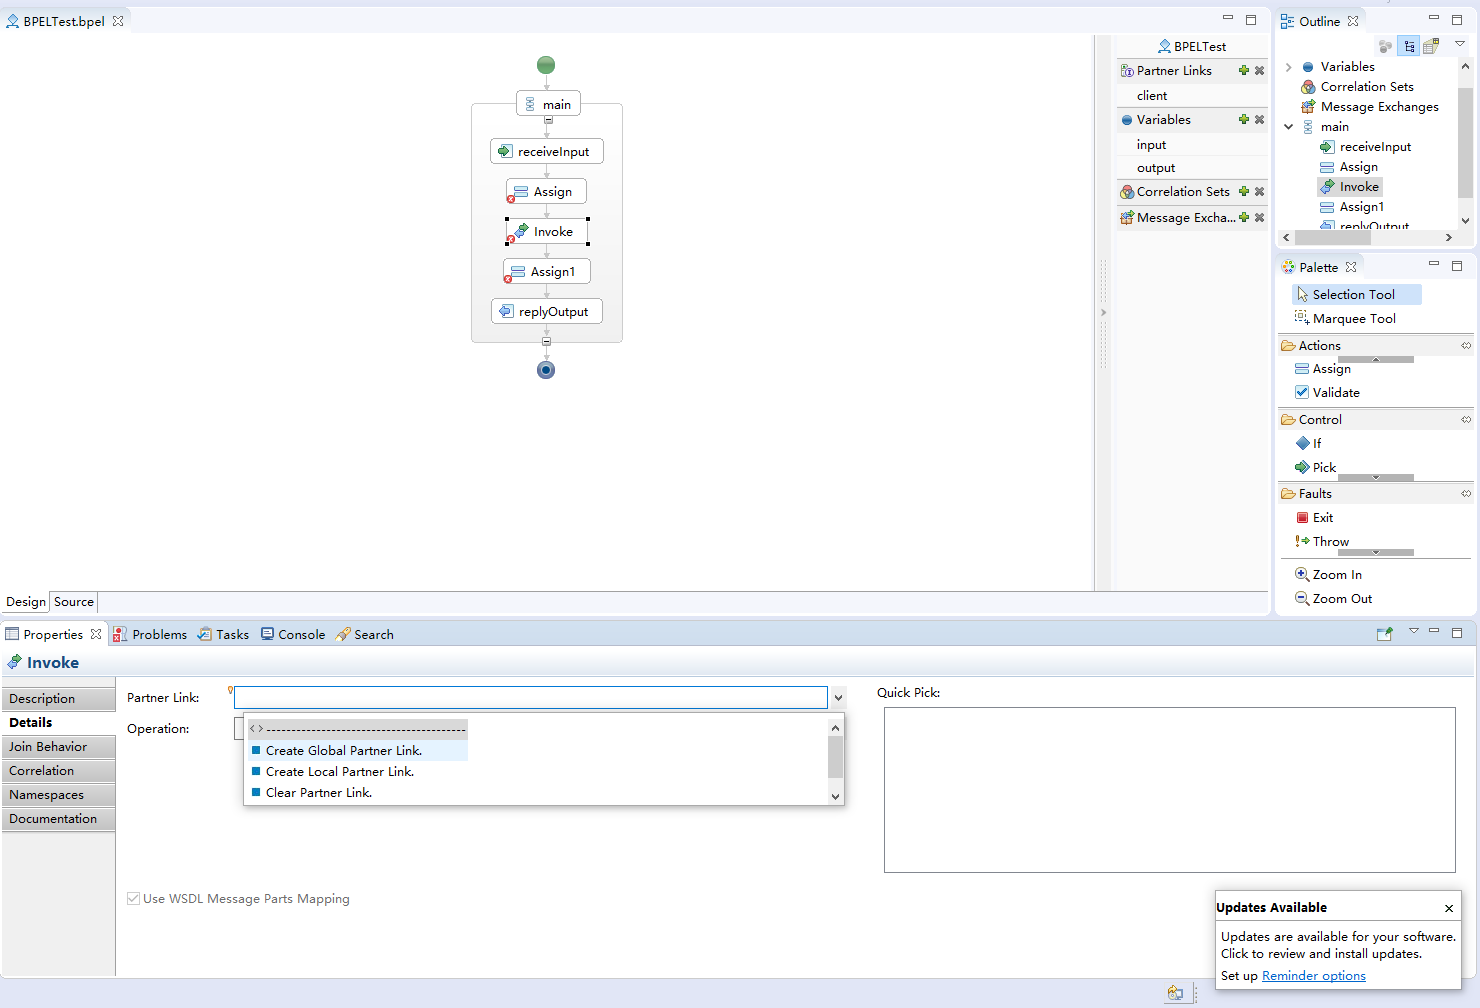 BPELTest.bpel
main
receiveInput
Assign
Invoke
Assign1
replyOutput
BPELTest
Partner Links
client
Variables
input
output
Correlation Sets
Message Excha...
Outline
Variables
Correlation Sets
Message Exchanges
main
receiveInput
Assign
Invoke
Assign1
replyOutput
Palette
Selection Tool
Marquee Tool
Actions
Assign
Validate
Control
If
Pick
Faults
Exit
Throw
Zoom In
Zoom Out
Design Source
Properties Problems Tasks Console Search
Invoke
Description
Details
Join Behavior
Correlation
Namespaces
Documentation
Partner Link:
Operation:
<> ----------------------------------------
Create Global Partner Link.
Create Local Partner Link.
Clear Partner Link.
Use WSDL Message Parts Mapping
Quick Pick:
Updates Available
Updates are available for your software.
Click to review and install updates.
Set up Reminder options